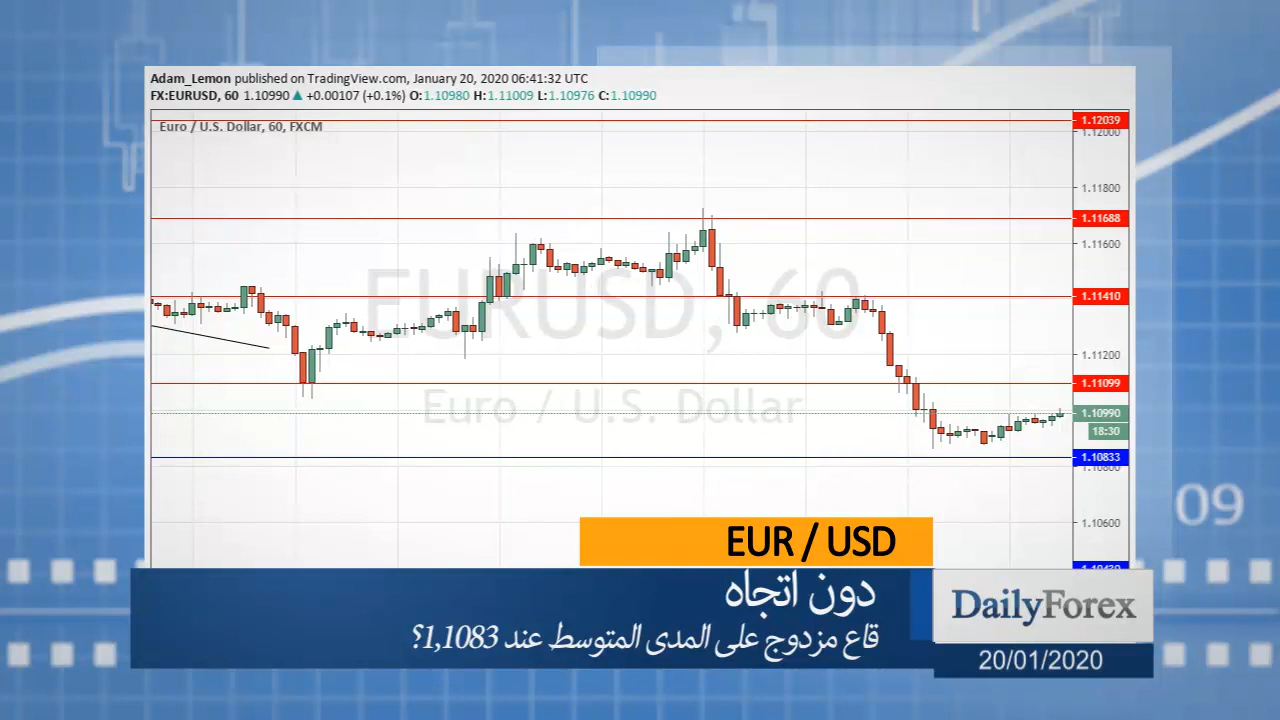 Adam_Lemon published on TradingView.com, January 20, 2020 06:41:32 UTC
FX:EURUSD, 60 1.10990 ▲ +0.00107 (+0.1%) O:1.10980 H:1.11009 L:1.10976 C:1.10990
Euro / U.S. Dollar, 60, FXCM
1.12039
1.12000
1.11800
1.11688
1.11600
EURUSD, 60
1.11410
1.11200
1.11099
Euro / U.S. Dollar
1.10990
18:30
1.10833
1.10800
1.10600
09
EUR / USD
دون اتجاه
قاع مزدوج على المدى المتوسط عند 1,1083؟
DailyForex
20/01/2020